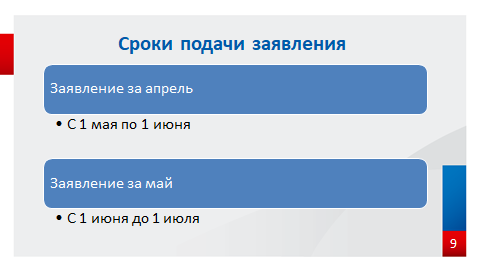 Сроки подачи заявления
Заявление за апрель
• С 1 мая по 1 июня
Заявление за май
• С 1 июня до 1 июля
9